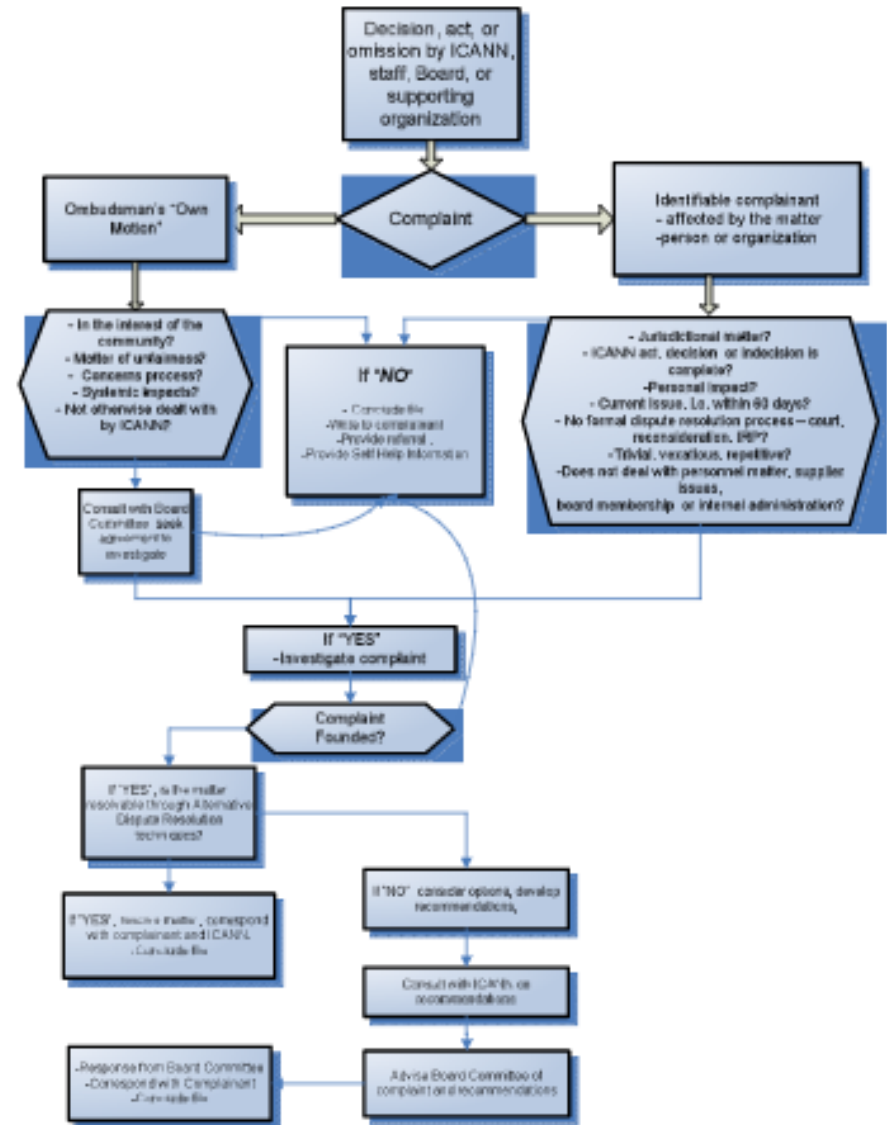 Decision, act, or
omission by ICANN,
staff, Board, or
supporting
organization
Complaint
Ombudsman's "Own
Motion"
Identifiable complainant
- affected by the matter
-person or organization
- In the interest of the
community?
- Matter of unfairness?
- Concerns process?
- Systemic impacts?
- Not otherwise dealt with
by ICANN?
If "NO"
- Conclude file
-Write to complainant
-Provide referral,
-Provide Self Help Information
- Jurisdictional matter?
- ICANN act, decision or indecision is
complete?
-Personal impact?
- Current issue, i.e. within 60 days?
- No formal dispute resolution process – court,
reconsideration, IRP?
- Trivial, vexatious, repetitive?
-Does not deal with personnel matter, supplier
issues,
board membership or internal administration?
Consult with Board
Committee seek
agreement to
investigate
If "YES"
-Investigate complaint
Complaint
Founded?
If "YES", is the matter
resolvable through Alternative
Dispute Resolution
techniques?
If "YES", matter, correspond
with complainant and ICANN.
-Conclude file
If "NO" consider options, develop
recommendations,
Consult with ICANN on
recommendations
Advise Board Committee of
complaint and recommendations
-Response from Board Committee
-Correspond with Complainant
-Conclude file